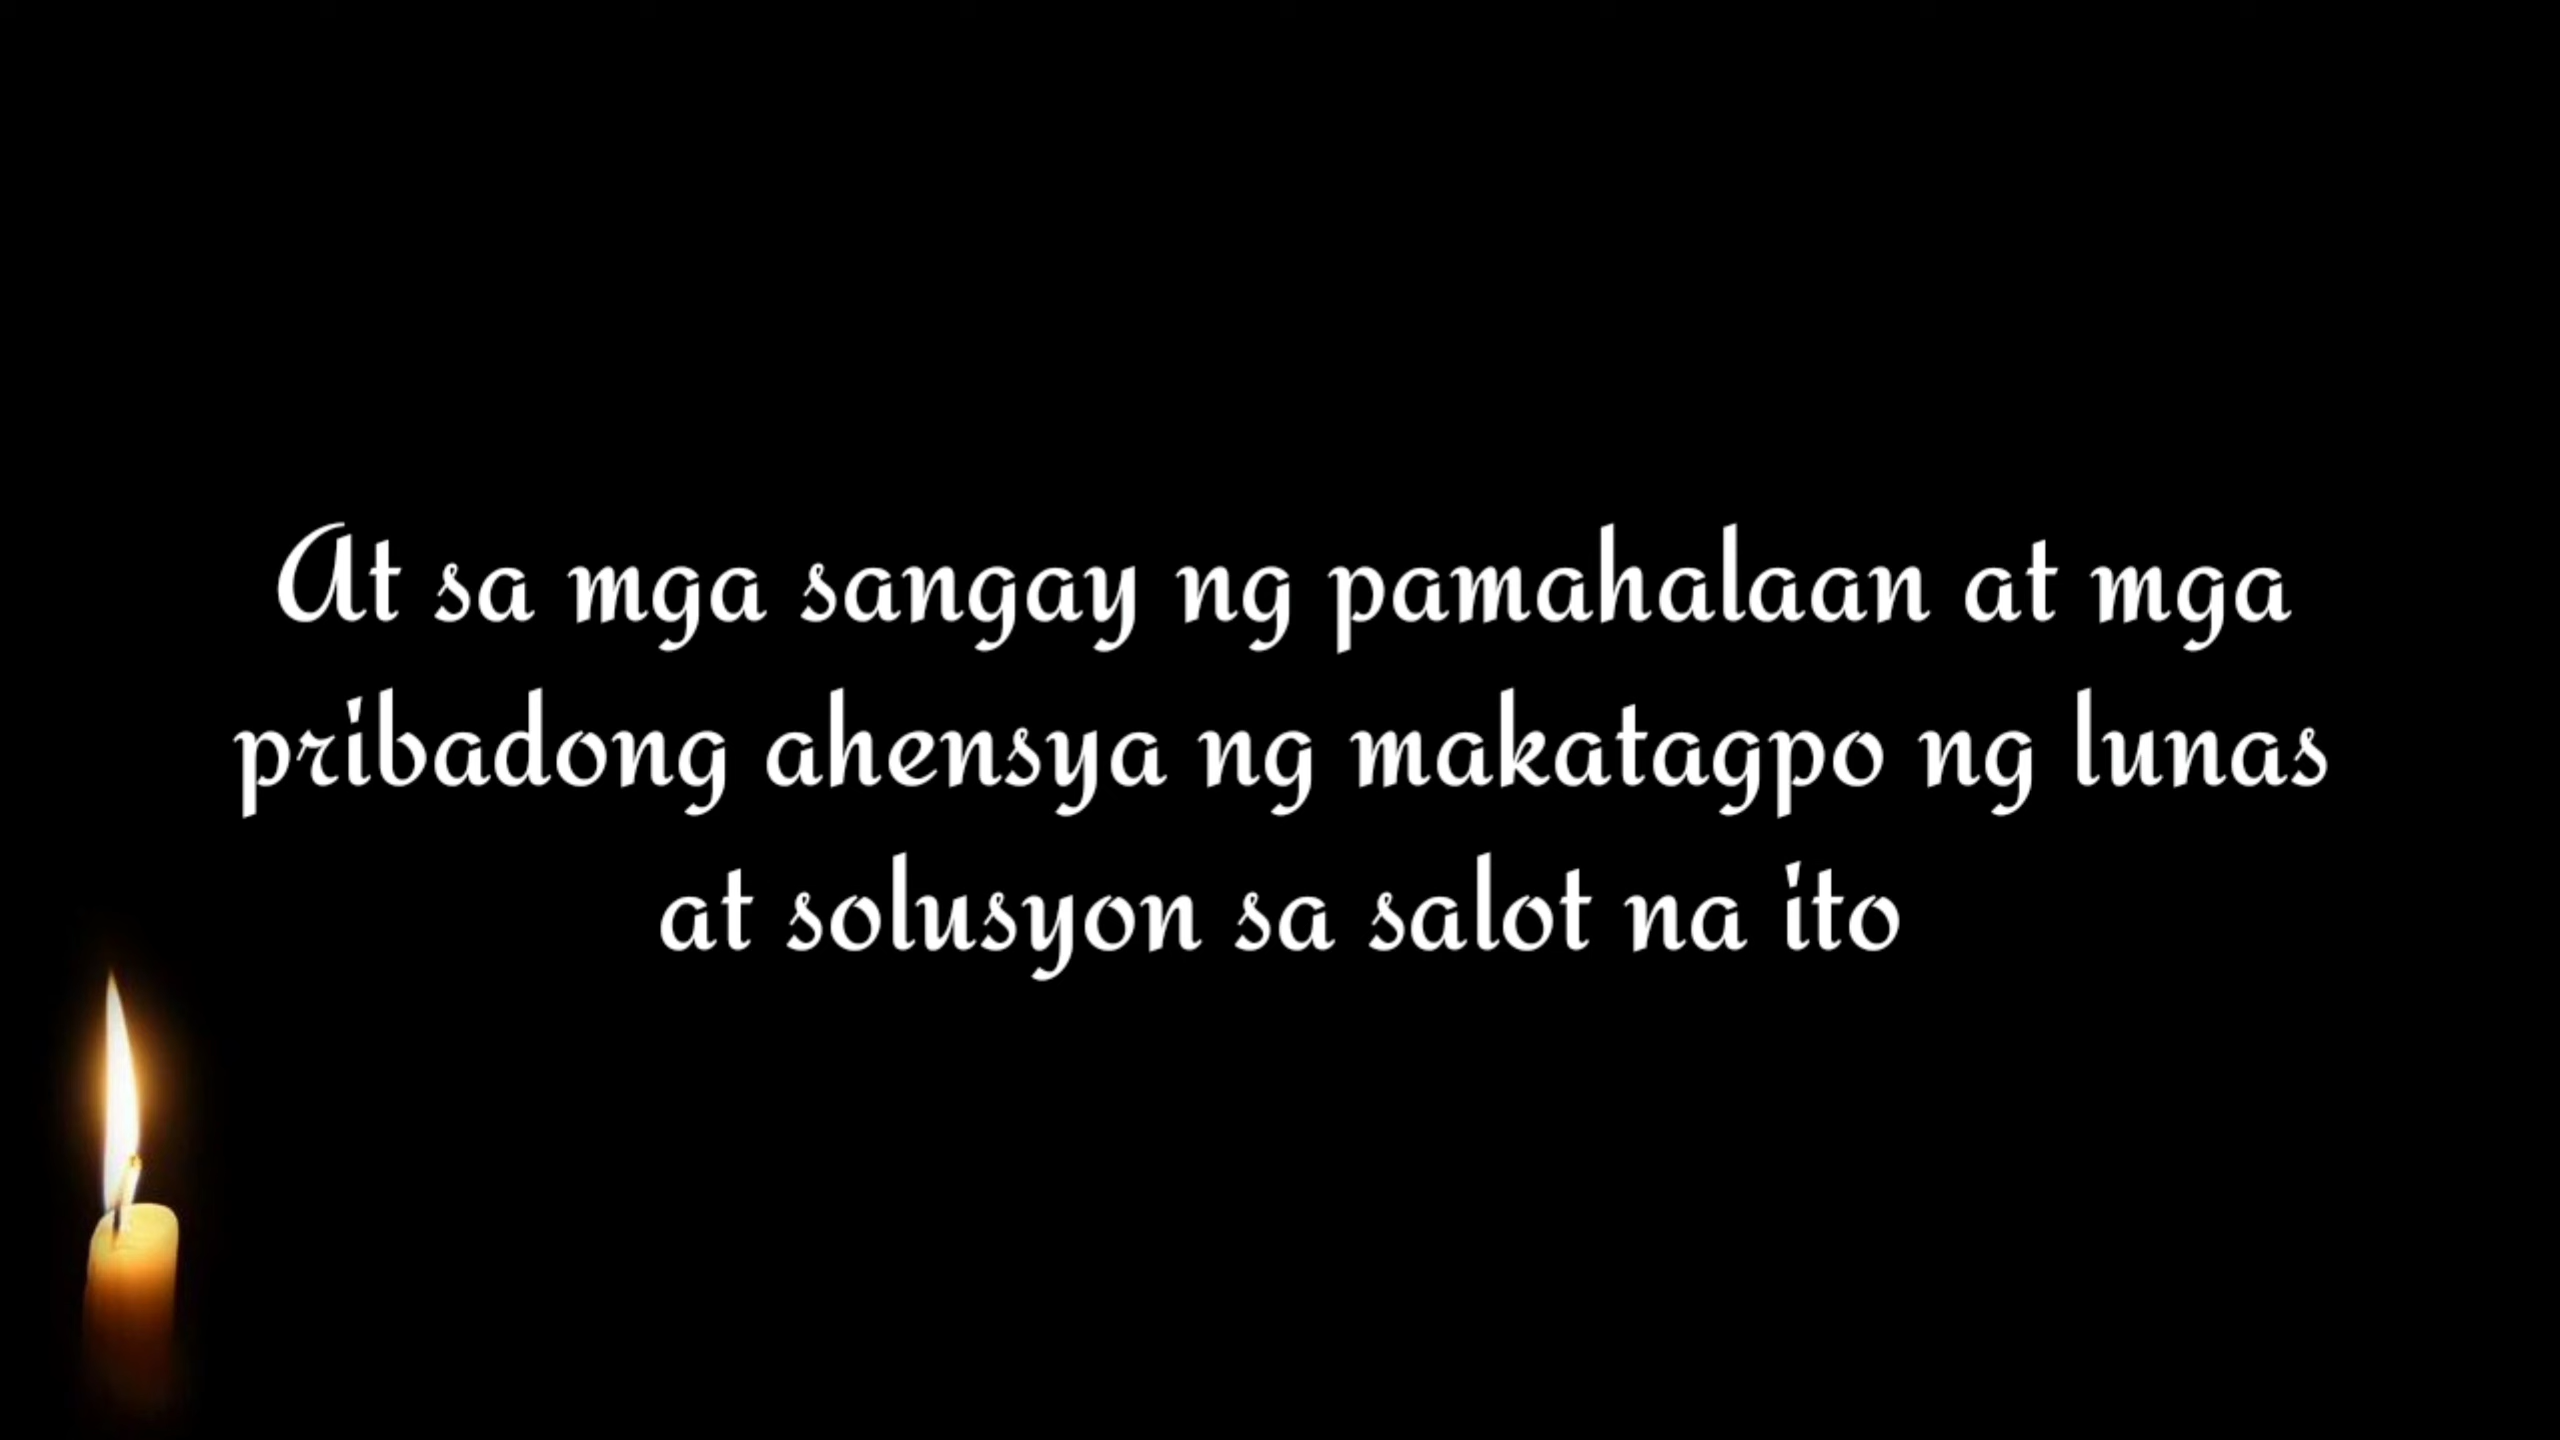 At sa mga sangay ng pamahalaan at mga
pribadong ahensya ng makatagpo ng lunas
at solusyon sa salot na ito